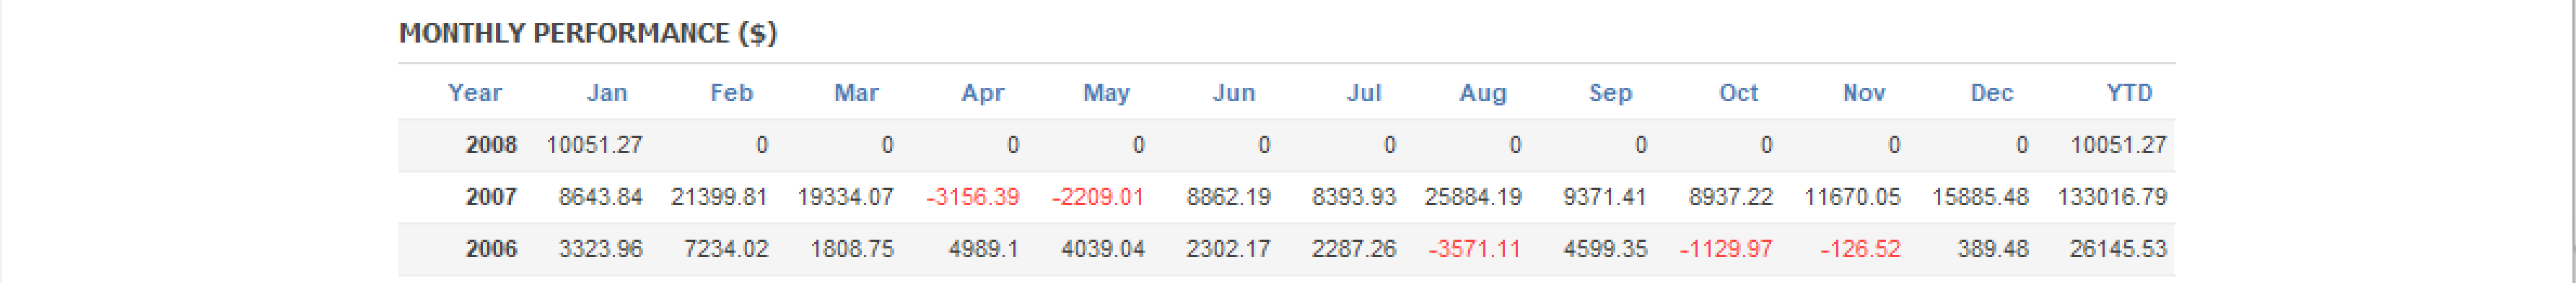 MONTHLY PERFORMANCE ($)
Year Jan Feb Mar Apr May Jun Jul Aug Sep Oct Nov Dec YTD
2008 10051.27 0 0 0 0 0 0 0 0 0 0 0 10051.27
2007 8643.84 21399.81 19334.07 -3156.39 -2209.01 8862.19 8393.93 25884.19 9371.41 8937.22 11670.05 15885.48 133016.79
2006 3323.96 7234.02 1808.75 4989.1 4039.04 2302.17 2287.26 -3571.11 4599.35 -1129.97 -126.52 389.48 26145.53